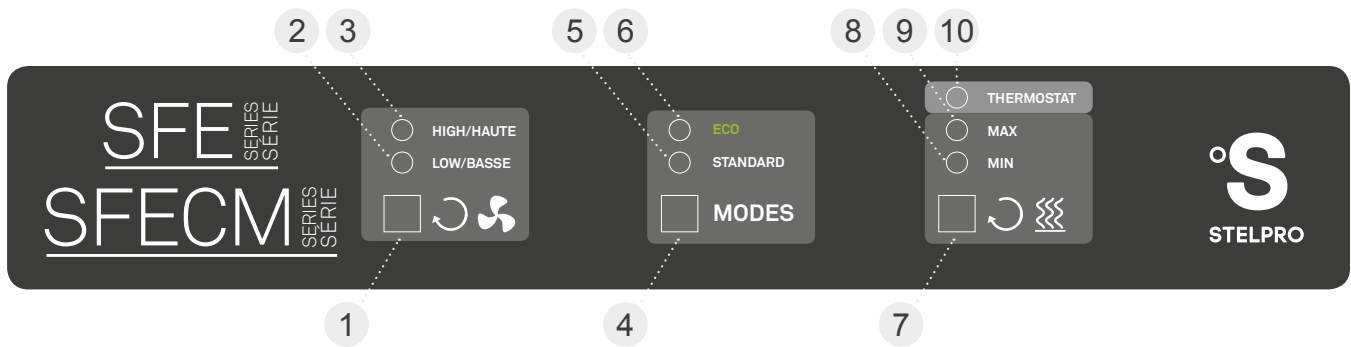 2 3 5 6 8 9 10
SFE SERIES SÉRIE
SFECM SERIES SÉRIE
HIGH/HAUTE
LOW/BASSE
ECO
STANDARD
MODES
THERMOSTAT
MAX
MIN
°S
STELPRO
1 4 7